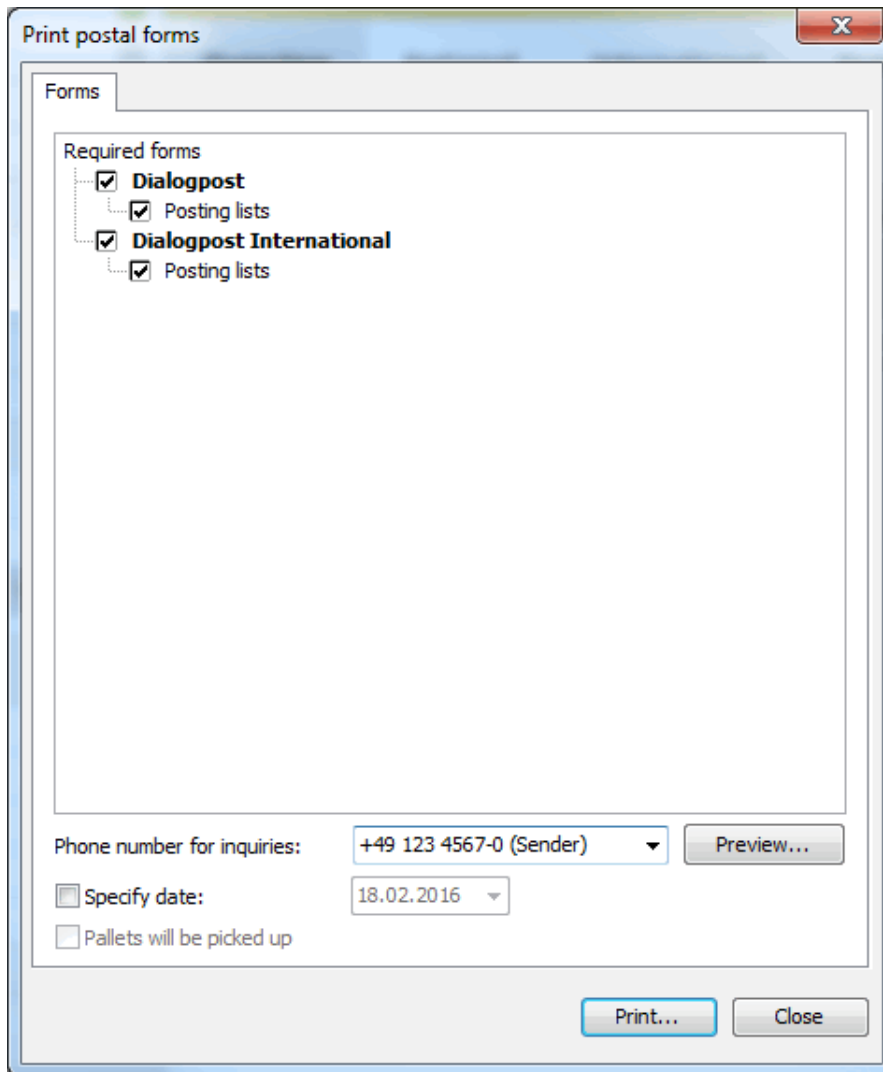 Print postal forms
Forms
Required forms
Dialogpost
Posting lists
Dialogpost International
Posting lists
Phone number for inquiries: +49 123 4567-0 (Sender) Preview...
Specify date: 18.02.2016
Pallets will be picked up
Print... Close